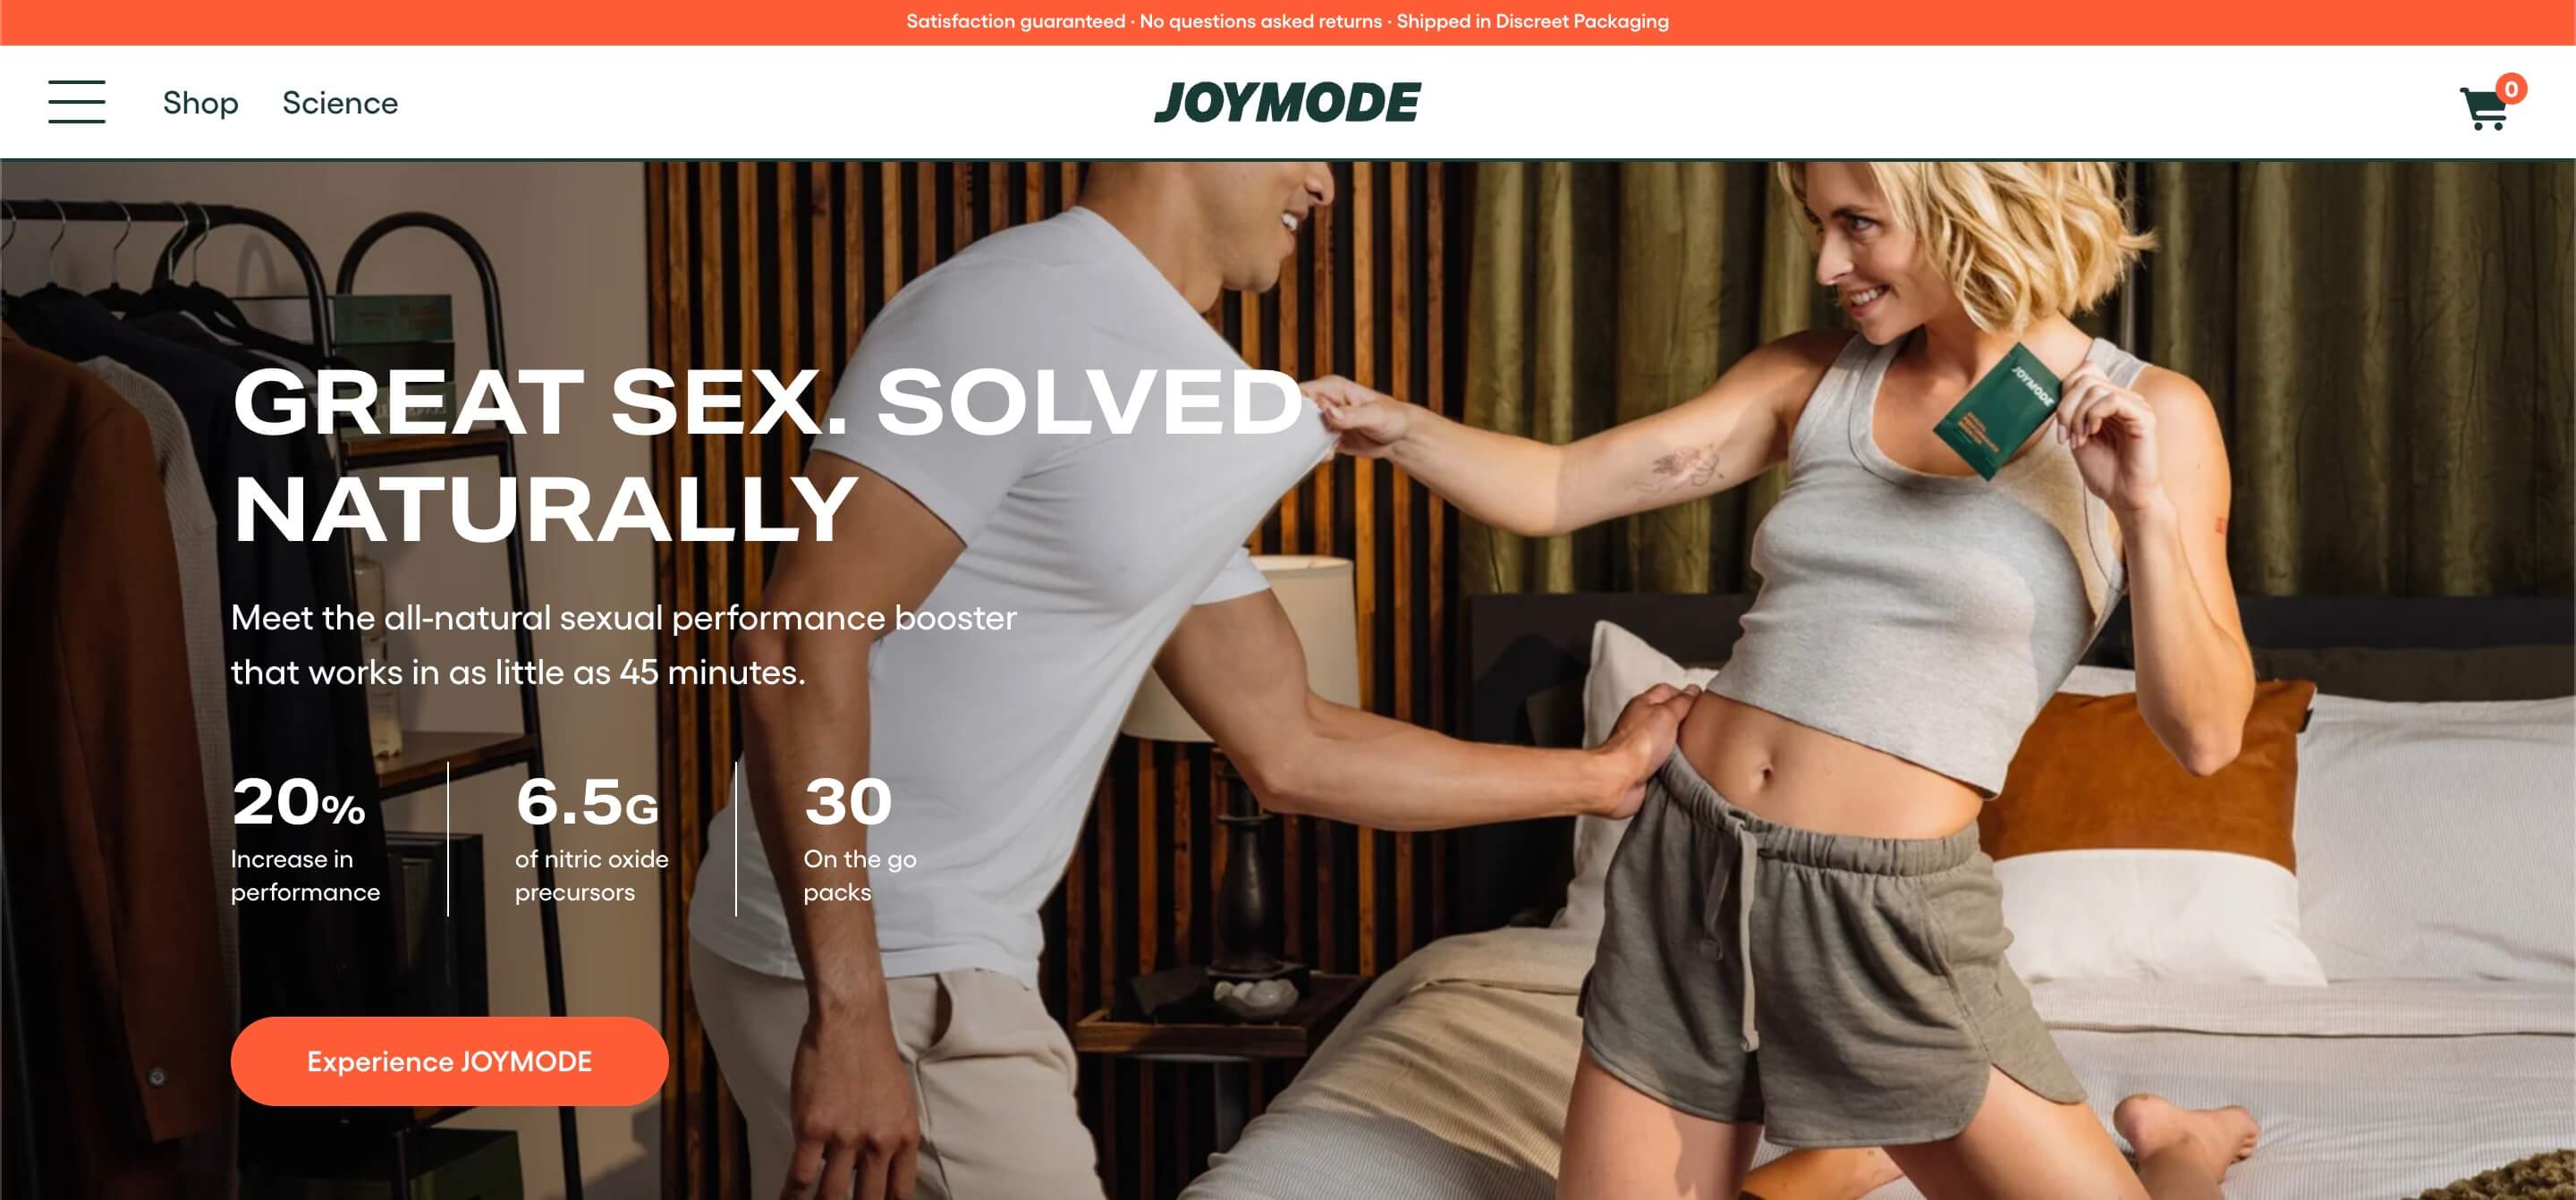 Satisfaction guaranteed · No questions asked returns · Shipped in Discreet Packaging
Shop Science
JOYMODE
0
GREAT SEX. SOLVED
NATURALLY
Meet the all-natural sexual performance booster
that works in as little as 45 minutes.
20%
Increase in
performance
6.5G
of nitric oxide
precursors
30
On the go
packs
Experience JOYMODE
JOYMODE